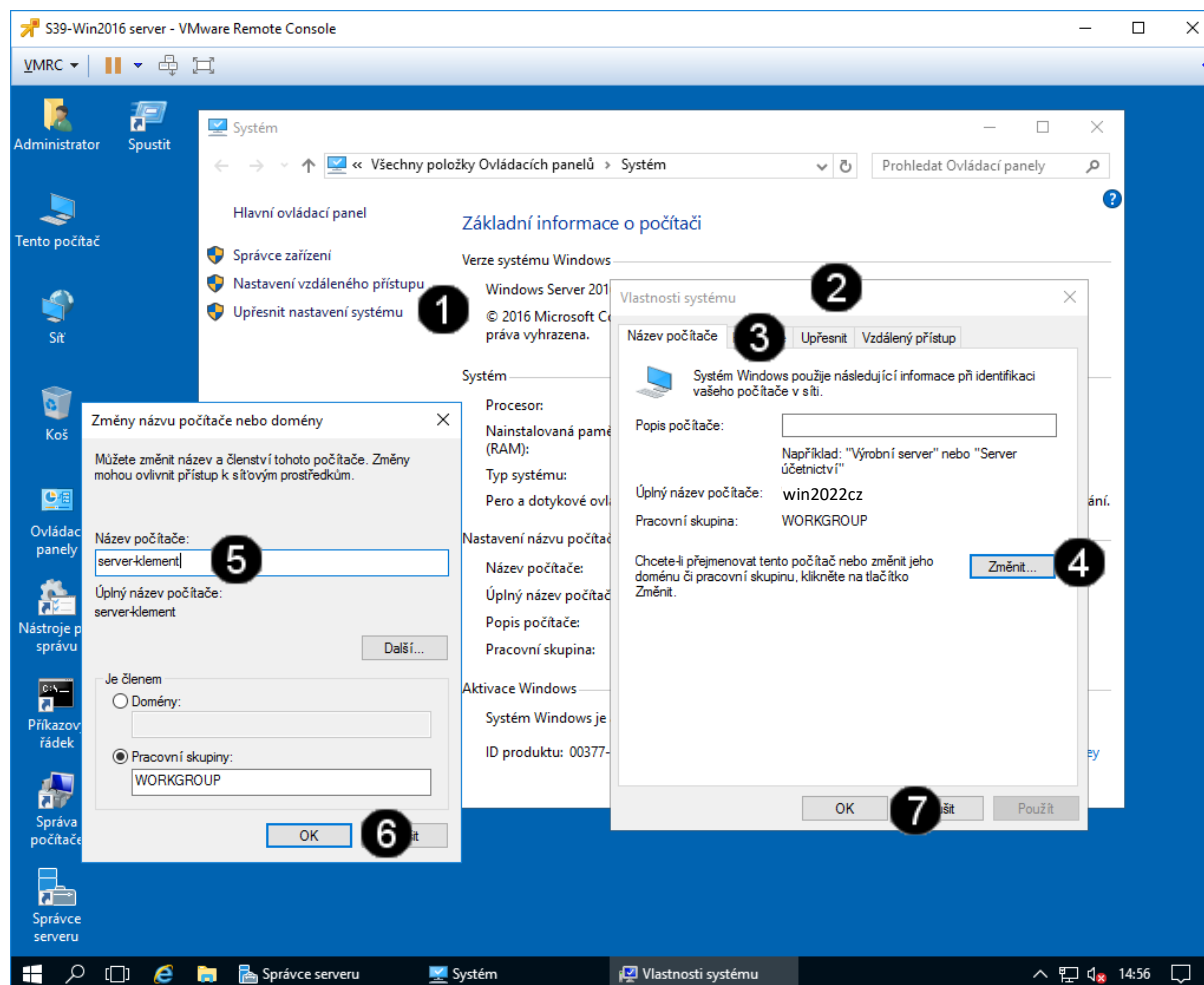 S39-Win2016 server - VMware Remote Console
VMRC
Administrator
Spustit
Tento počítač
Síť
Koš
Ovládac
panely
Nástroje p
správu
Příkazov
řádek
Správa
počítače
Správce
serveru
Systém
« Všechny položky Ovládacích panelů › Systém
Prohledat Ovládací panely
Hlavní ovládací panel
Správce zařízení
Nastavení vzdáleného přístupu
Upřesnit nastavení systému
1
Základní informace o počítači
Verze systému Windows
Windows Server 201
© 2016 Microsoft Co
práva vyhrazena.
Systém
Procesor:
Nainstalovaná pamě
(RAM):
Typ systému:
Pero a dotykové ovlá
ání.
Nastavení názvu počítač
Název počítače:
Úplný název počítač
Popis počítače:
Pracovní skupina:
Aktivace Windows
Systém Windows je
ID produktu: 00377-
ey
Vlastnosti systému
2
Název počítače
3
Upřesnit
Vzdálený přístup
Systém Windows použije následující informace při identifikaci
vašeho počítače v síti.
Popis počítače:
Například: "Výrobní server" nebo "Server
účetnictví"
Úplný název počítače:
win2022cz
Pracovní skupina:
WORKGROUP
Chcete-li přejmenovat tento počítač nebo změnit jeho
doménu či pracovní skupinu, klikněte na tlačítko
Změnit.
Změnit...
4
OK
7
šit
Použít
Změny názvu počítače nebo domény
Můžete změnit název a členství tohoto počítače. Změny
mohou ovlivnit přístup k síťovým prostředkům.
Název počítače:
server-klement
5
Úplný název počítače:
server-klement
Další...
Je členem
Domény:
Pracovní skupiny:
WORKGROUP
OK
6
it
Správce serveru
Systém
Vlastnosti systému
14:56